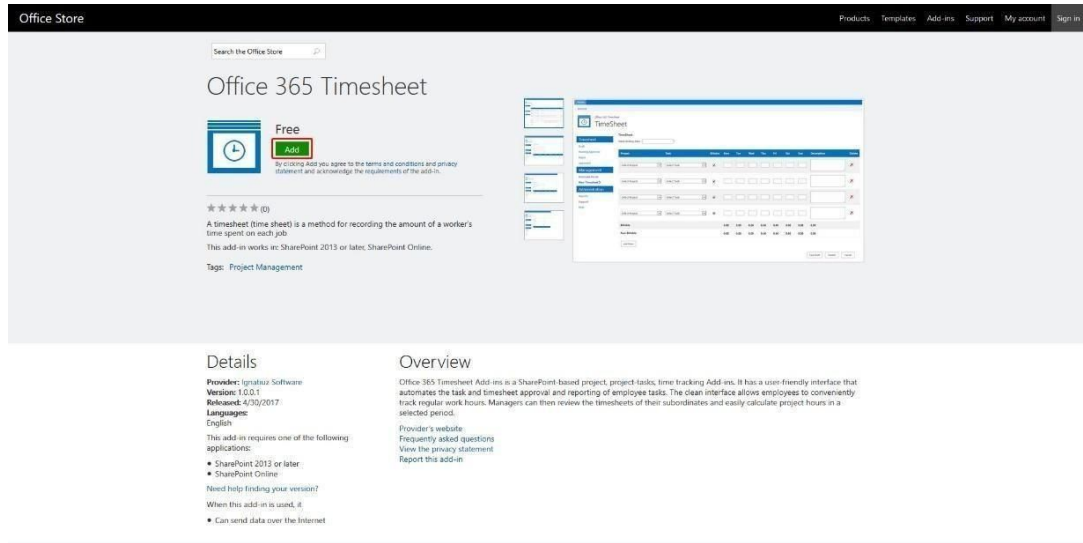 Office Store
Products Templates Add-ins Support My account Sign in
Search the Office Store
Office 365 Timesheet
Free
Add
By clicking Add you agree to the terms and conditions and privacy
statement and acknowledge the requirements of the add-in.
(0)
A timesheet (time sheet) is a method for recording the amount of a worker's
time spent on each job
This add-in works in: SharePoint 2013 or later, SharePoint Online.
Tags: Project Management
TimeSheet
Details
Provider: Ignatiuz Software
Version: 1.0.0.1
Released: 4/30/2017
Languages:
English
This add-in requires one of the following
applications:
• SharePoint 2013 or later
• SharePoint Online
Need help finding your version?
When this add-in is used, it
• Can send data over the Internet
Overview
Office 365 Timesheet Add-ins is a SharePoint-based project, project-tasks, time tracking Add-ins. It has a user-friendly interface that
automates the task and timesheet approval and reporting of employee tasks. The clean interface allows employees to conveniently
track regular work hours. Managers can then review the timesheets of their subordinates and easily calculate project hours in a
selected period.
Provider's website
Frequently asked questions
View the privacy statement
Report this add-in